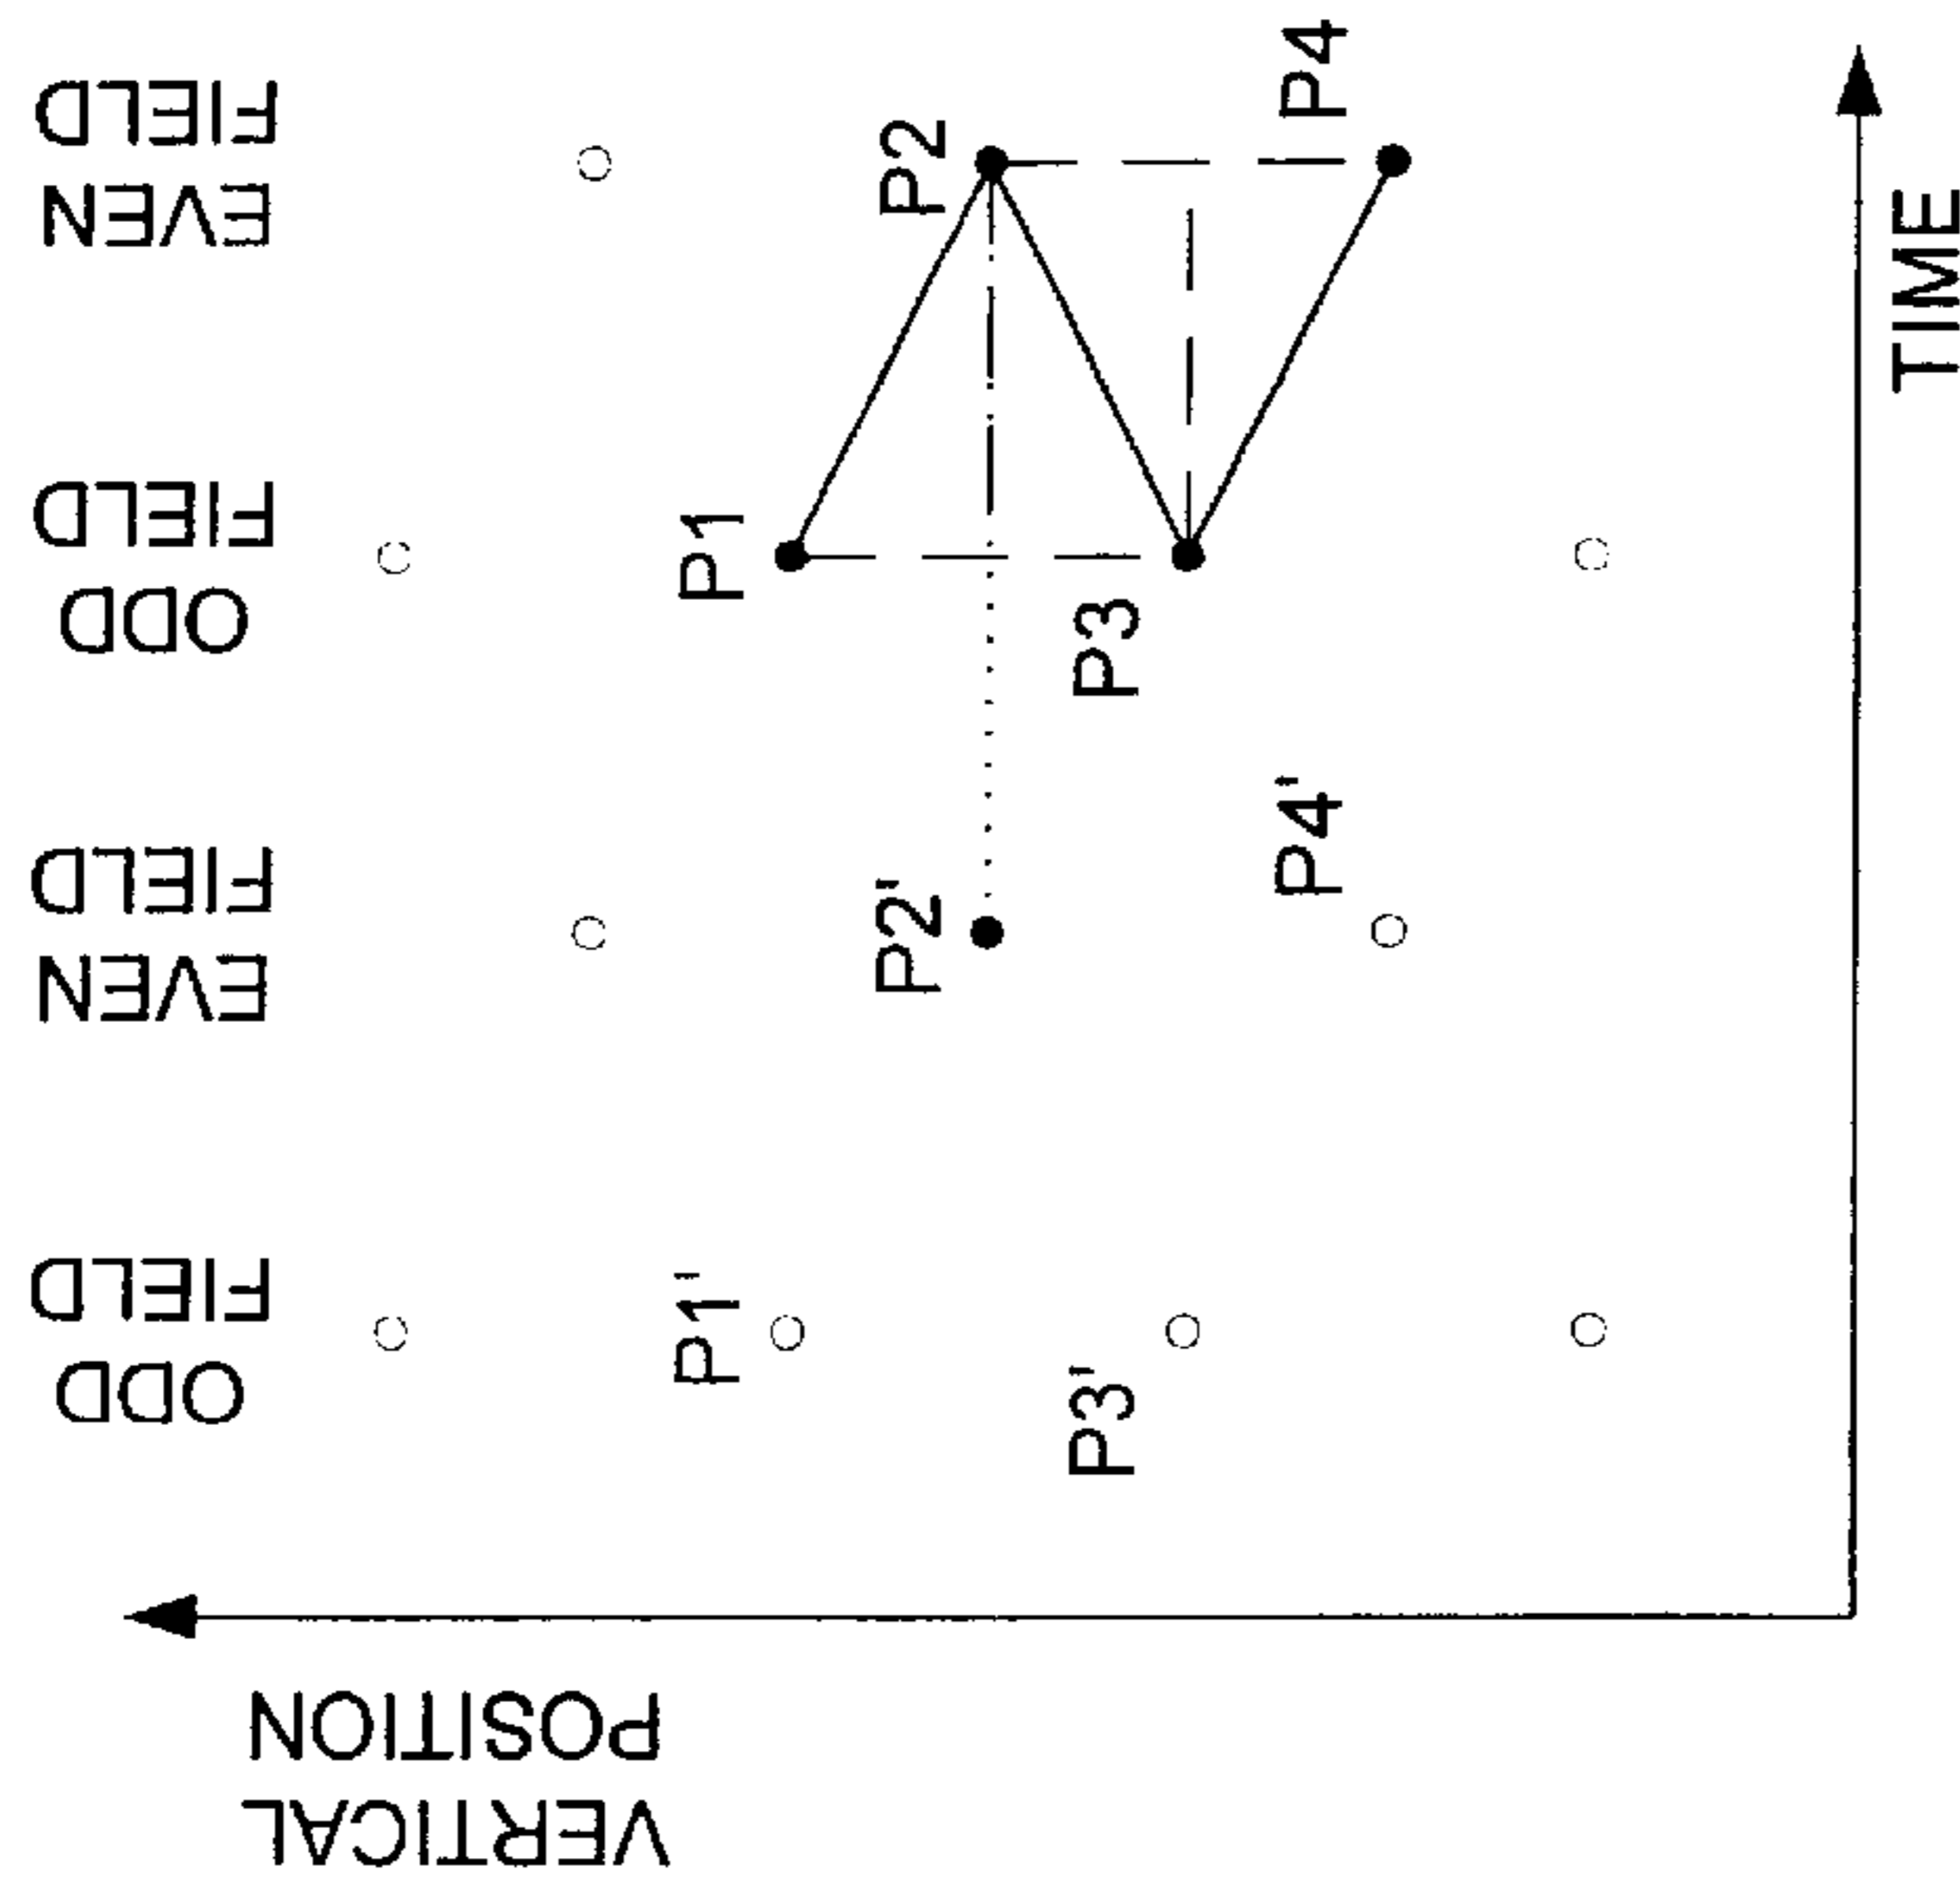 VERTICAL
POSITION
ODD
FIELD
EVEN
FIELD
ODD
FIELD
EVEN
FIELD
P1'
P3'
P2'
P4'
P1
P3
P2
P4
TIME